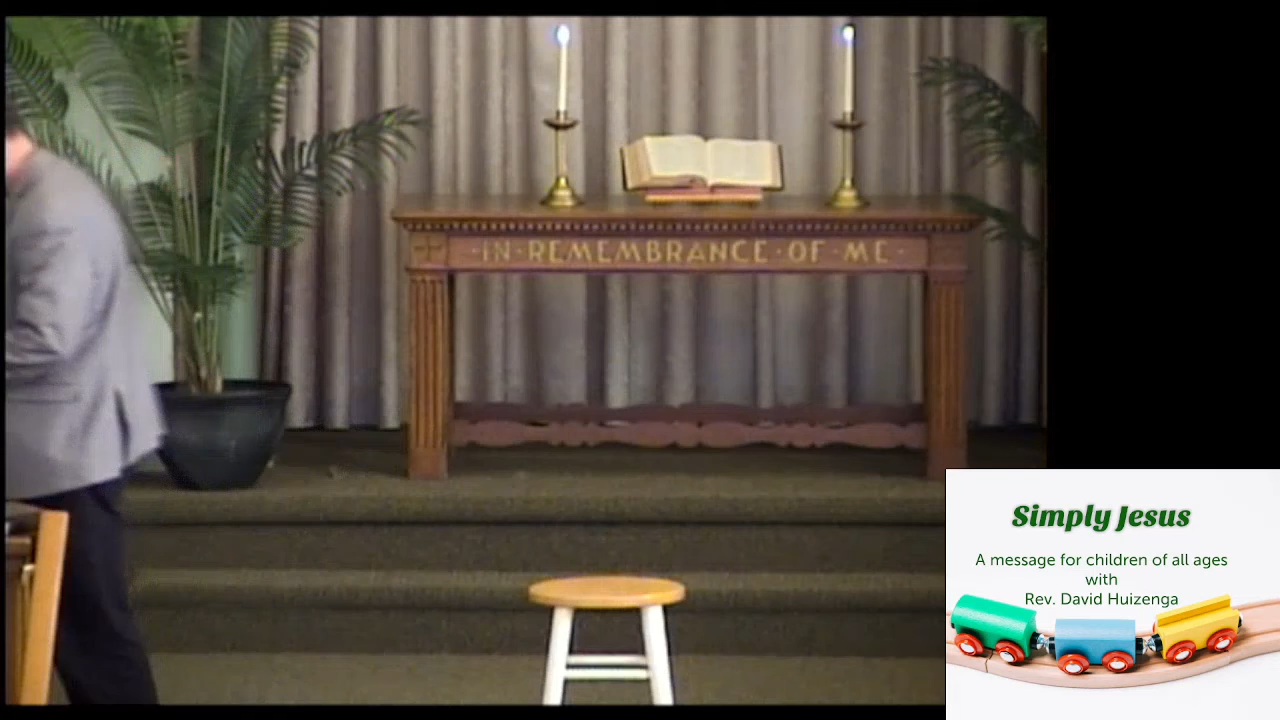 ·IN·REMEMBRANCE·OF·ME·
Simply Jesus
A message for children of all ages
with
Rev. David Huizenga